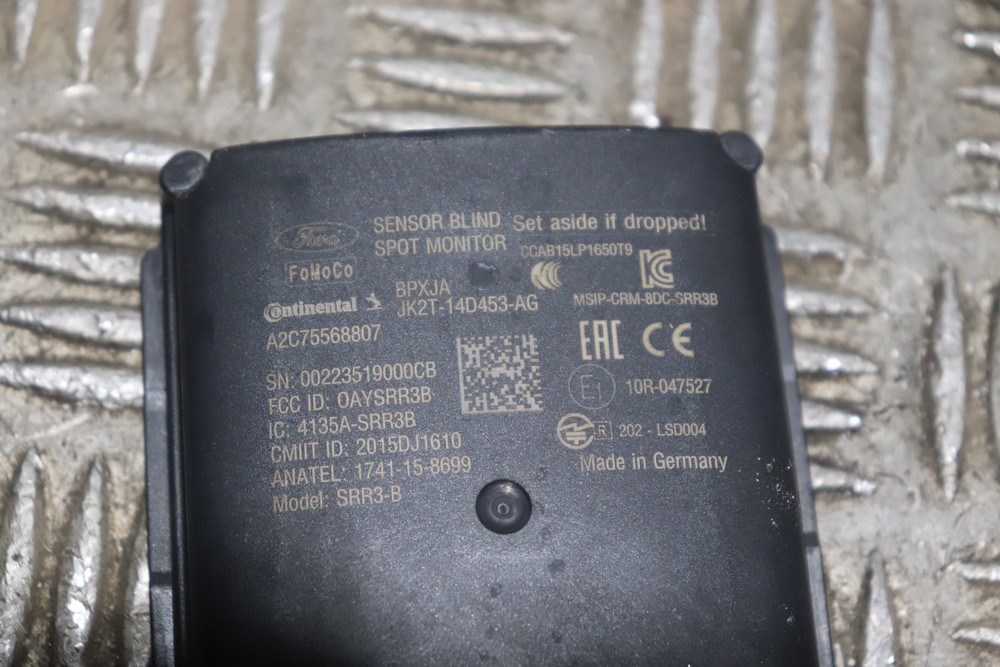 Ford
SENSOR BLIND
SPOT MONITOR
Set aside if dropped!
CCAB15LP1650T9
FoMoCo
BPXJA
JK2T-14D453-AG
MSIP-CRM-8DC-SRR3B
Continental
A2C75568807
EAC CE
SN: 00223519000CB
FCC ID: OAYSRR3B
IC: 4135A-SRR3B
CMIIT ID: 2015DJ1610
ANATEL: 1741-15-8699
Model: SRR3-B
E1 10R-047527
R 202 - LSD004
Made in Germany